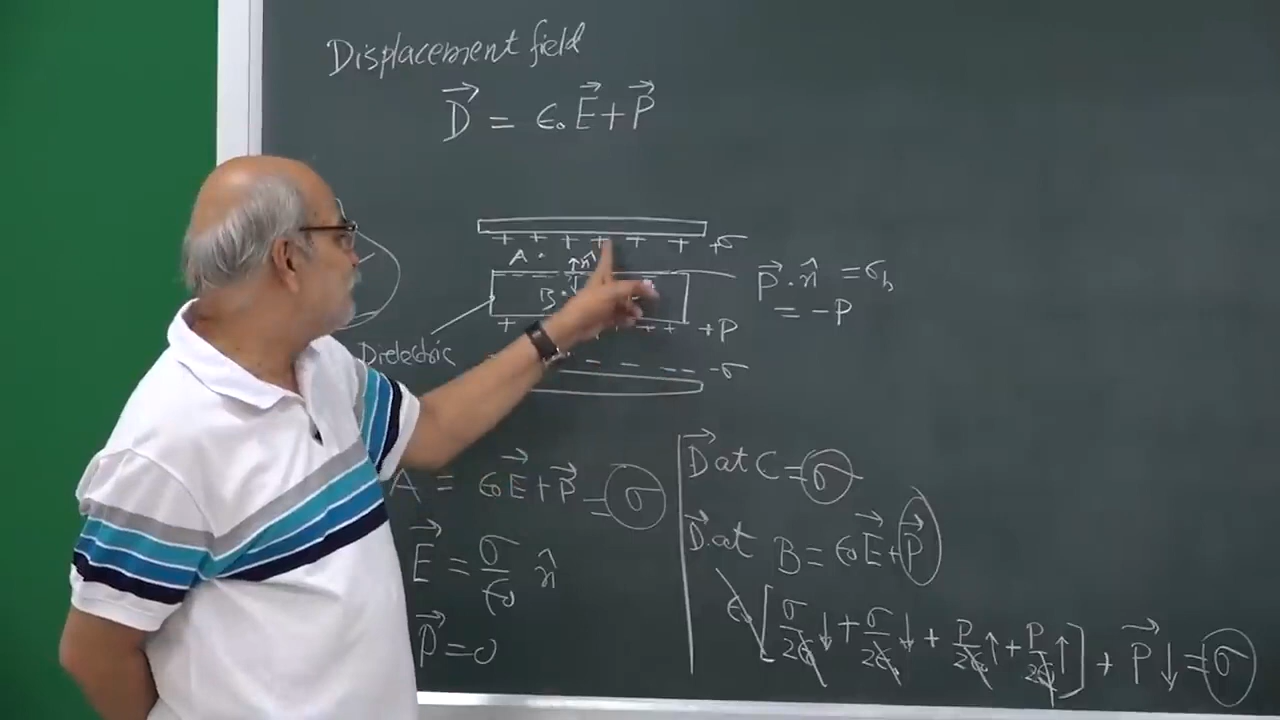 Displacement field
D⃗ = ϵ₀E⃗ + P⃗
+ + + + + + +σ
A · ↑n̂
- - - -
B ·↓
P⃗ · n̂ = σb
= -P
+ + + +P
Dielectric
- - - - - -σ
A = ϵ₀E⃗ + P⃗ = σ
E⃗ = σ/ϵ₀ n̂
P⃗ = 0
D⃗ at C = σ
D⃗ at B = ϵ₀E⃗ + P⃗
ϵ₀[σ/2ϵ₀↓ + σ/2ϵ₀↓ + P/2ϵ₀↑ + P/2ϵ₀↑] + P⃗↓ = σ